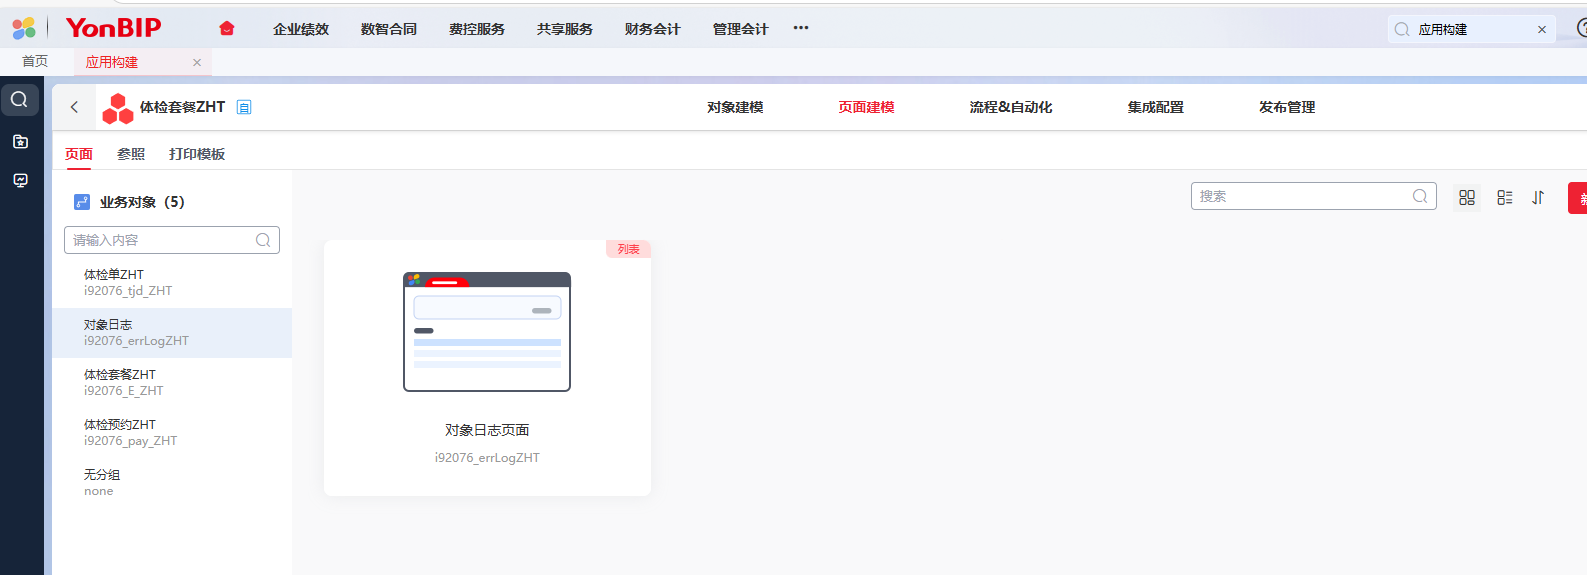 YonBIP
企业绩效 数智合同 费控服务 共享服务 财务会计 管理会计 •••
应用构建 ×
首页 应用构建 ×
体检套餐ZHT 自
对象建模 页面建模 流程&自动化 集成配置 发布管理
页面 参照 打印模板
业务对象（5）
请输入内容
体检单ZHT
i92076_tjd_ZHT
对象日志
i92076_errLogZHT
体检套餐ZHT
i92076_E_ZHT
体检预约ZHT
i92076_pay_ZHT
无分组
none
搜索
列表
对象日志页面
i92076_errLogZHT